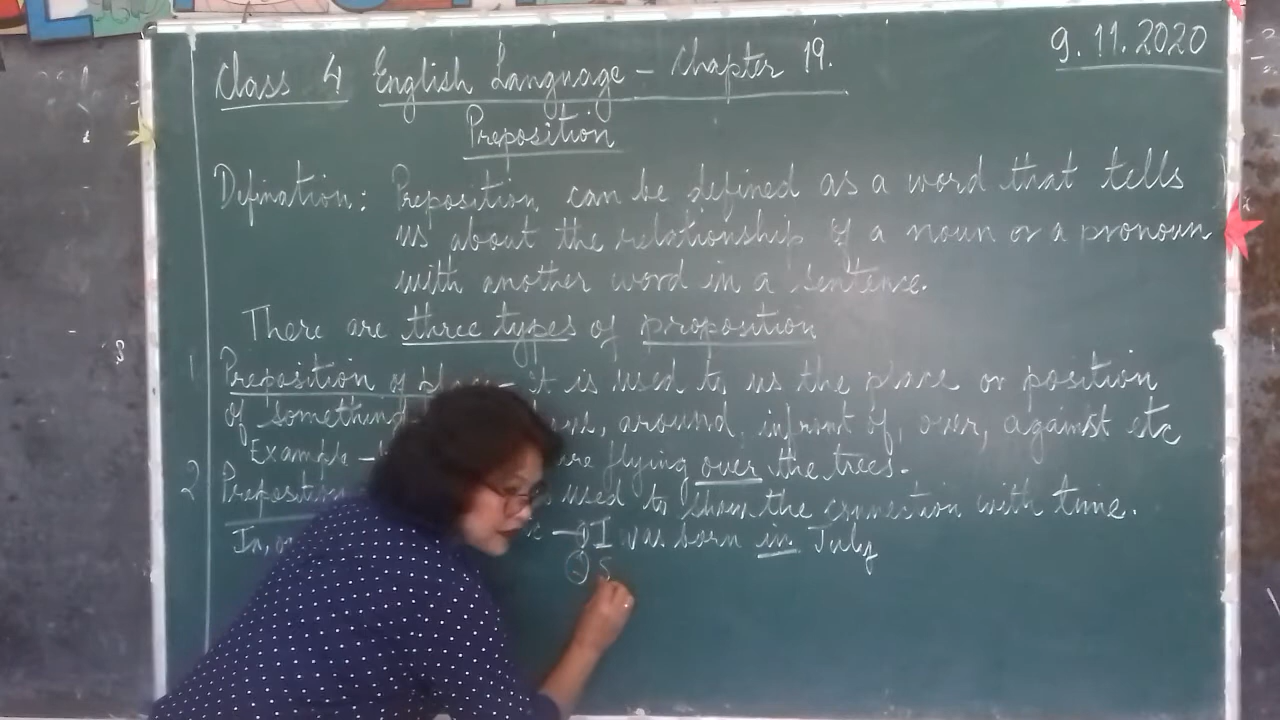 Class 4 English Language - Chapter 19.
9.11.2020
Preposition
Defination: Preposition can be defined as a word that tells
us about the relationship of a noun or a pronoun
with another word in a sentence.
There are three types of proposition
1 Preposition of place - it is used to us the place or position
of something around, infront of, over, against etc
Example - are flying over the trees.
2 used to show the connection with time.
In, I was born in July
② S